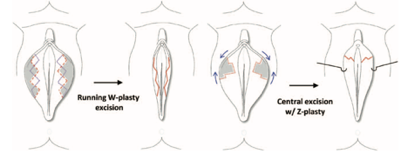 Running W-plasty
excision
Central excision
w/ Z-plasty